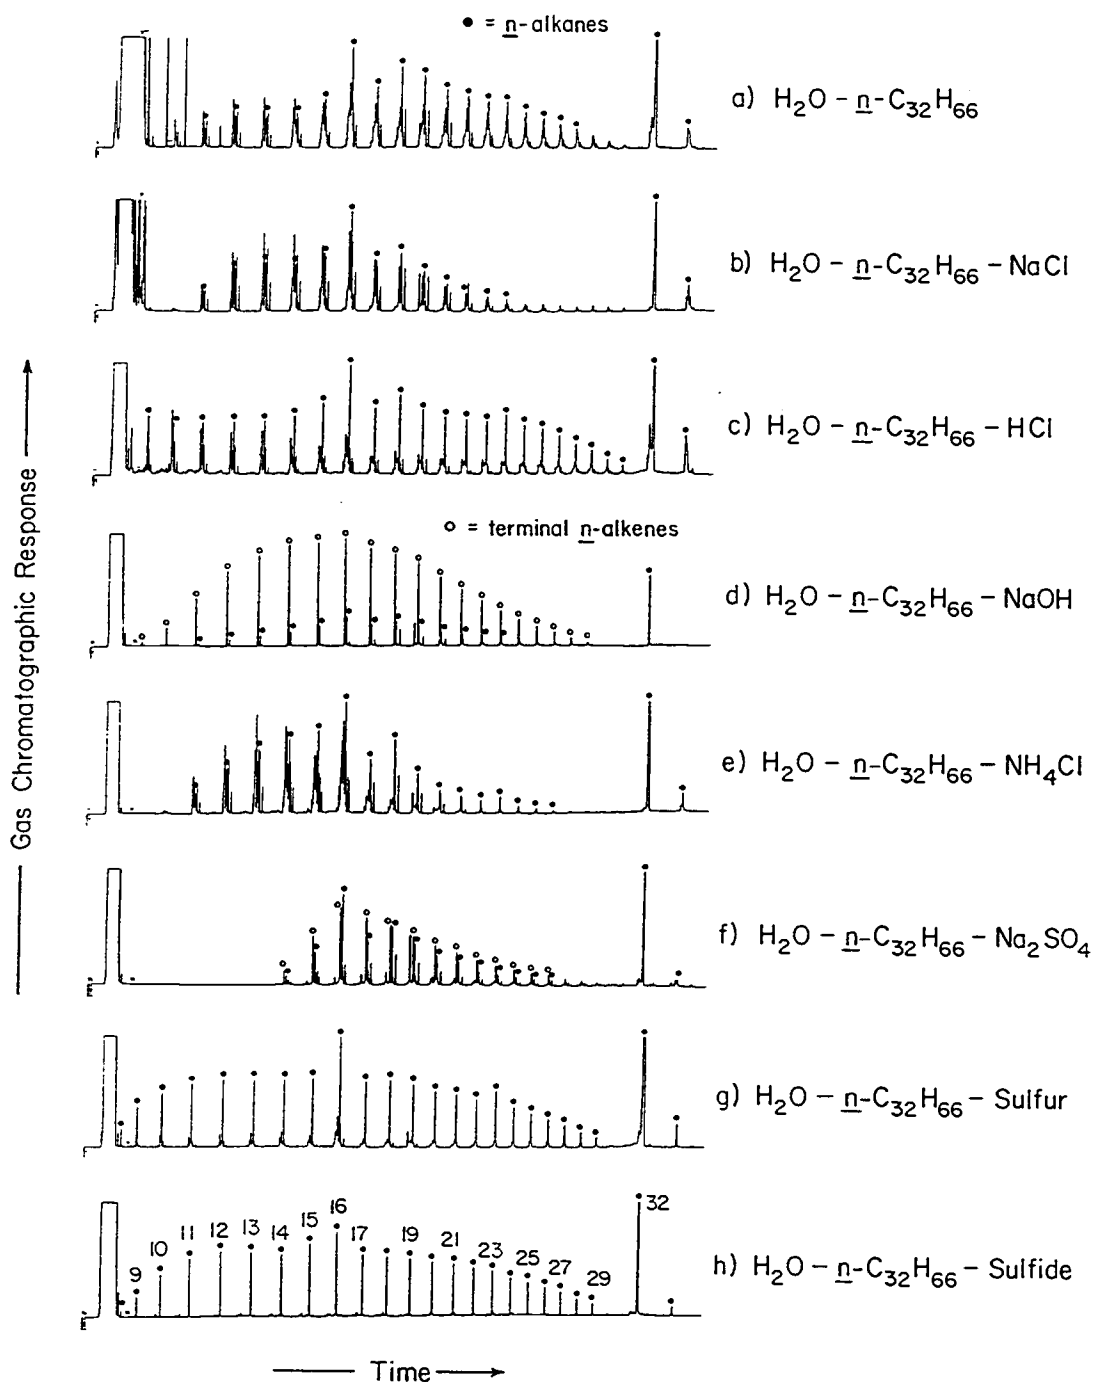 ● = n-alkanes
a) H₂O – n-C₃₂H₆₆
b) H₂O – n-C₃₂H₆₆ – NaCl
c) H₂O – n-C₃₂H₆₆ – HCl
○ = terminal n-alkenes
d) H₂O – n-C₃₂H₆₆ – NaOH
e) H₂O – n-C₃₂H₆₆ – NH₄Cl
f) H₂O – n-C₃₂H₆₆ – Na₂SO₄
g) H₂O – n-C₃₂H₆₆ – Sulfur
h) H₂O – n-C₃₂H₆₆ – Sulfide
9 10 11 12 13 14 15 16 17 19 21 23 25 27 29 32
Gas Chromatographic Response
Time